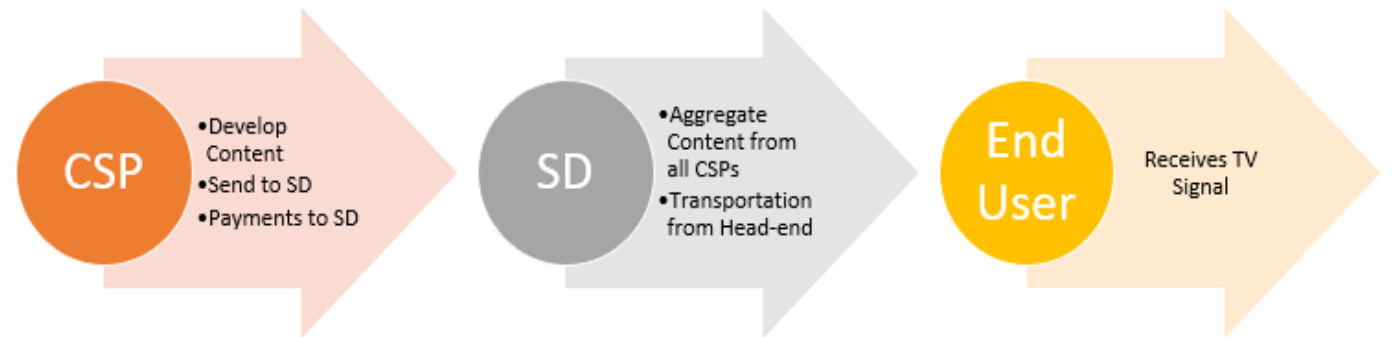 CSP
•Develop
Content
•Send to SD
•Payments to SD
SD
•Aggregate
Content from
all CSPs
•Transportation
from Head-end
End
User
Receives TV
Signal